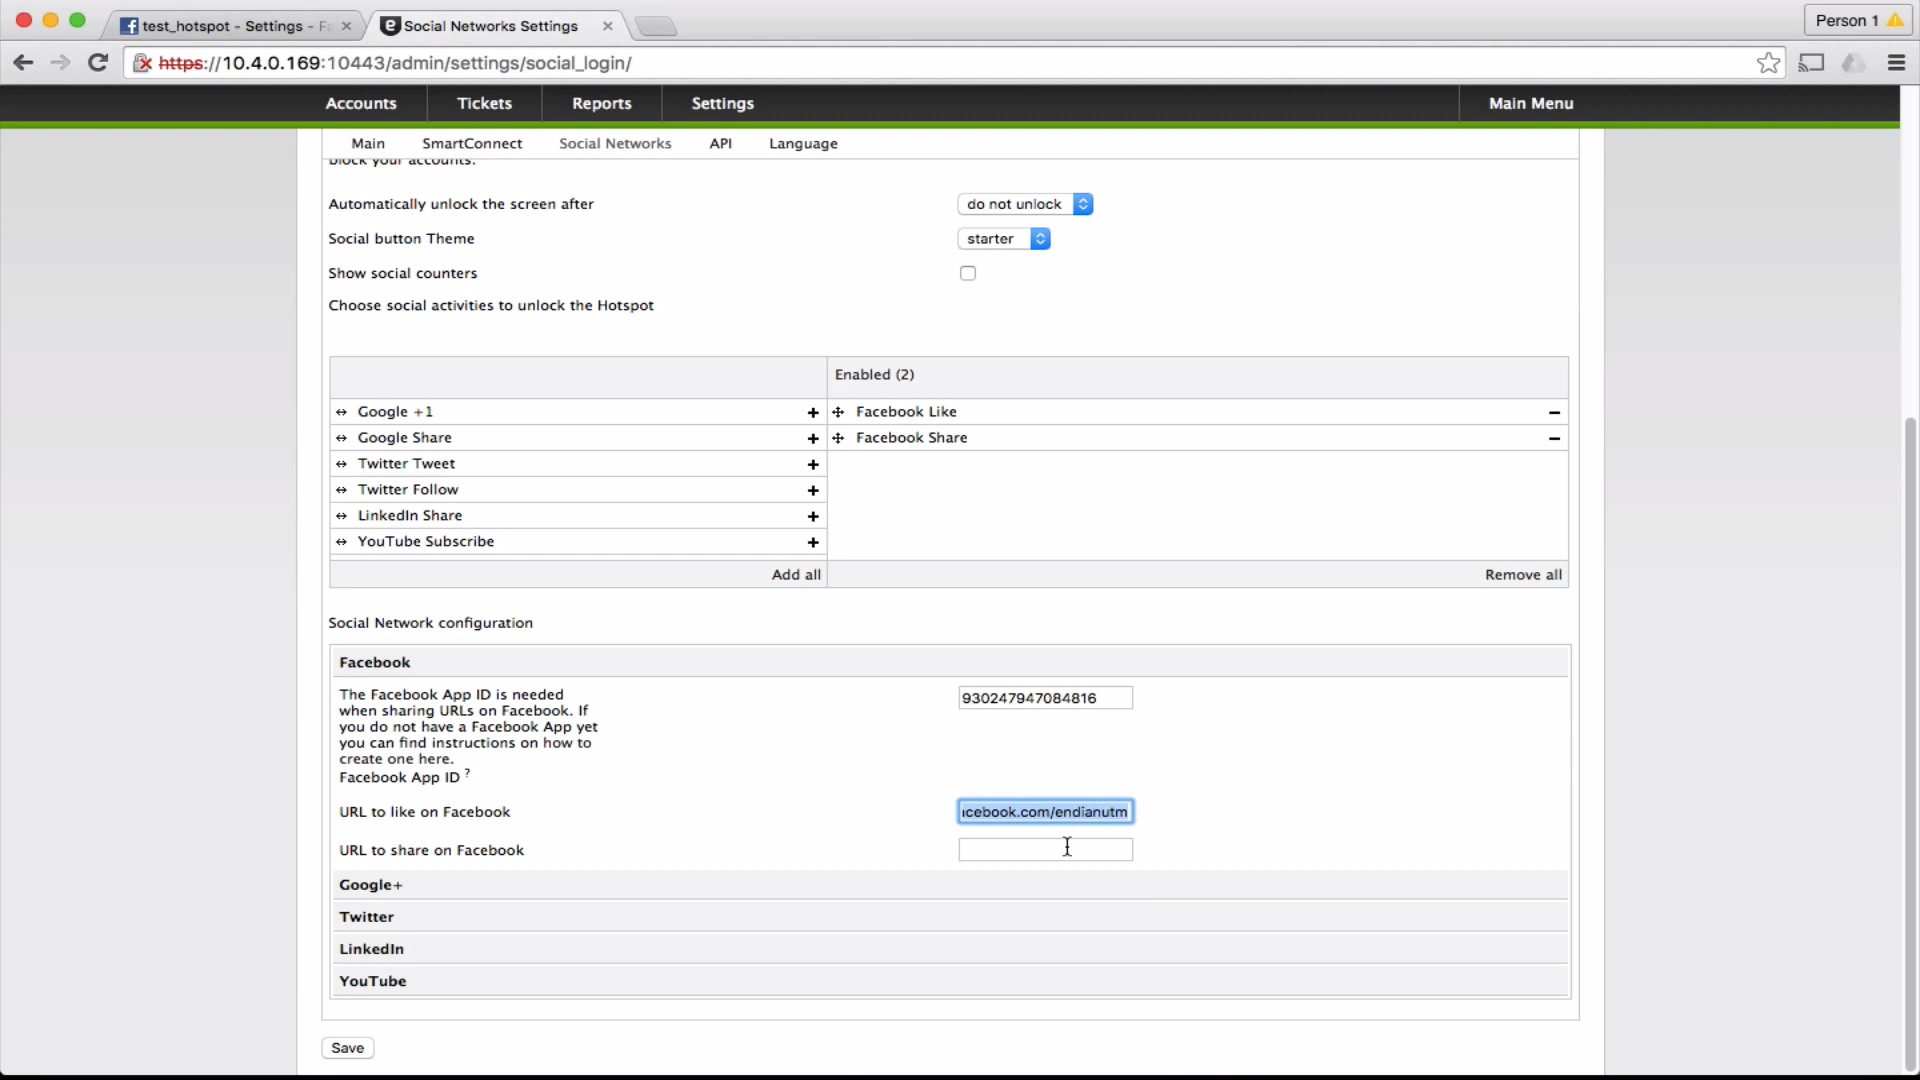 test_hotspot - Settings - Fa
Social Networks Settings
Person 1
https://10.4.0.169:10443/admin/settings/social_login/
Accounts
Tickets
Reports
Settings
Main Menu
Main
SmartConnect
Social Networks
API
Language
block your accounts.
Automatically unlock the screen after
do not unlock
Social button Theme
starter
Show social counters
Choose social activities to unlock the Hotspot
Enabled (2)
Google +1
Facebook Like
Google Share
Facebook Share
Twitter Tweet
Twitter Follow
LinkedIn Share
YouTube Subscribe
Add all
Remove all
Social Network configuration
Facebook
The Facebook App ID is needed
when sharing URLs on Facebook. If
you do not have a Facebook App yet
you can find instructions on how to
create one here.
Facebook App ID ?
930247947084816
URL to like on Facebook
acebook.com/endianutm
URL to share on Facebook
Google+
Twitter
LinkedIn
YouTube
Save